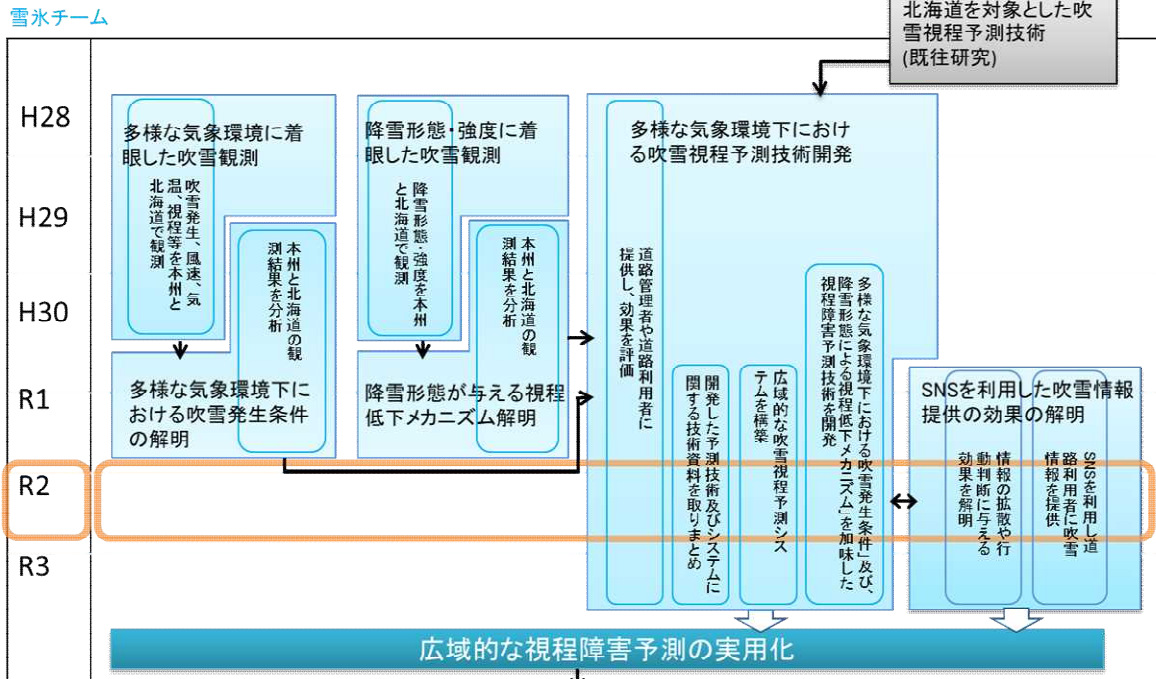 雪氷チーム
北海道を対象とした吹
雪視程予測技術
(既往研究)
H28
H29
H30
R1
R2
R3
多様な気象環境に着
眼した吹雪観測
吹雪発生、風速、気
温、視程等を本州と
北海道で観測
本州と北海道の観
測結果を分析
多様な気象環境下に
おける吹雪発生条件
の解明
降雪形態・強度に着
眼した吹雪観測
降雪形態・強度を本州
と北海道で観測
本州と北海道の観
測結果を分析
降雪形態が与える視程
低下メカニズム解明
多様な気象環境下におけ
る吹雪視程予測技術開発
道路管理者や道路利用者に
提供し、効果を評価
開発した予測技術及びシステムに
関する技術資料を取りまとめ
広域的な吹雪視程予測シス
テムを構築
多様な気象環境下における吹雪発生条件」及び、
降雪形態による視程低下メカニズム」を加味した
視程障害予測技術を開発
SNSを利用した吹雪情報
提供の効果の解明
SNSを利用し道
路利用者に吹雪
情報を提供
情報の拡散や行
動判断に与える
効果を解明
広域的な視程障害予測の実用化